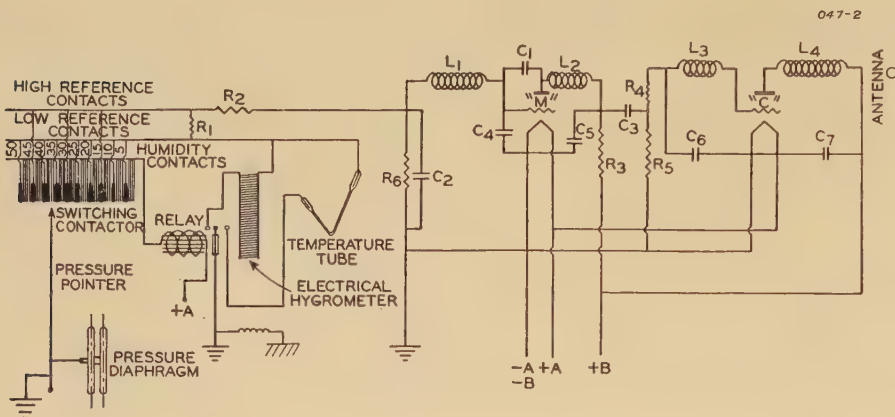 047-2
HIGH REFERENCE
CONTACTS
LOW REFERENCE
CONTACTS
50 45 40 35 30 25 20 15 10 5
HUMIDITY
CONTACTS
SWITCHING
CONTACTOR
RELAY
PRESSURE
POINTER
+A
PRESSURE
DIAPHRAGM
TEMPERATURE
TUBE
ELECTRICAL
HYGROMETER
R2
R1
R6
C2
L1
C1
L2
"M"
C4
C5
C3
R3
R4
R5
L3
L4
"C"
C6
C7
ANTENNA
-A +A +B
-B